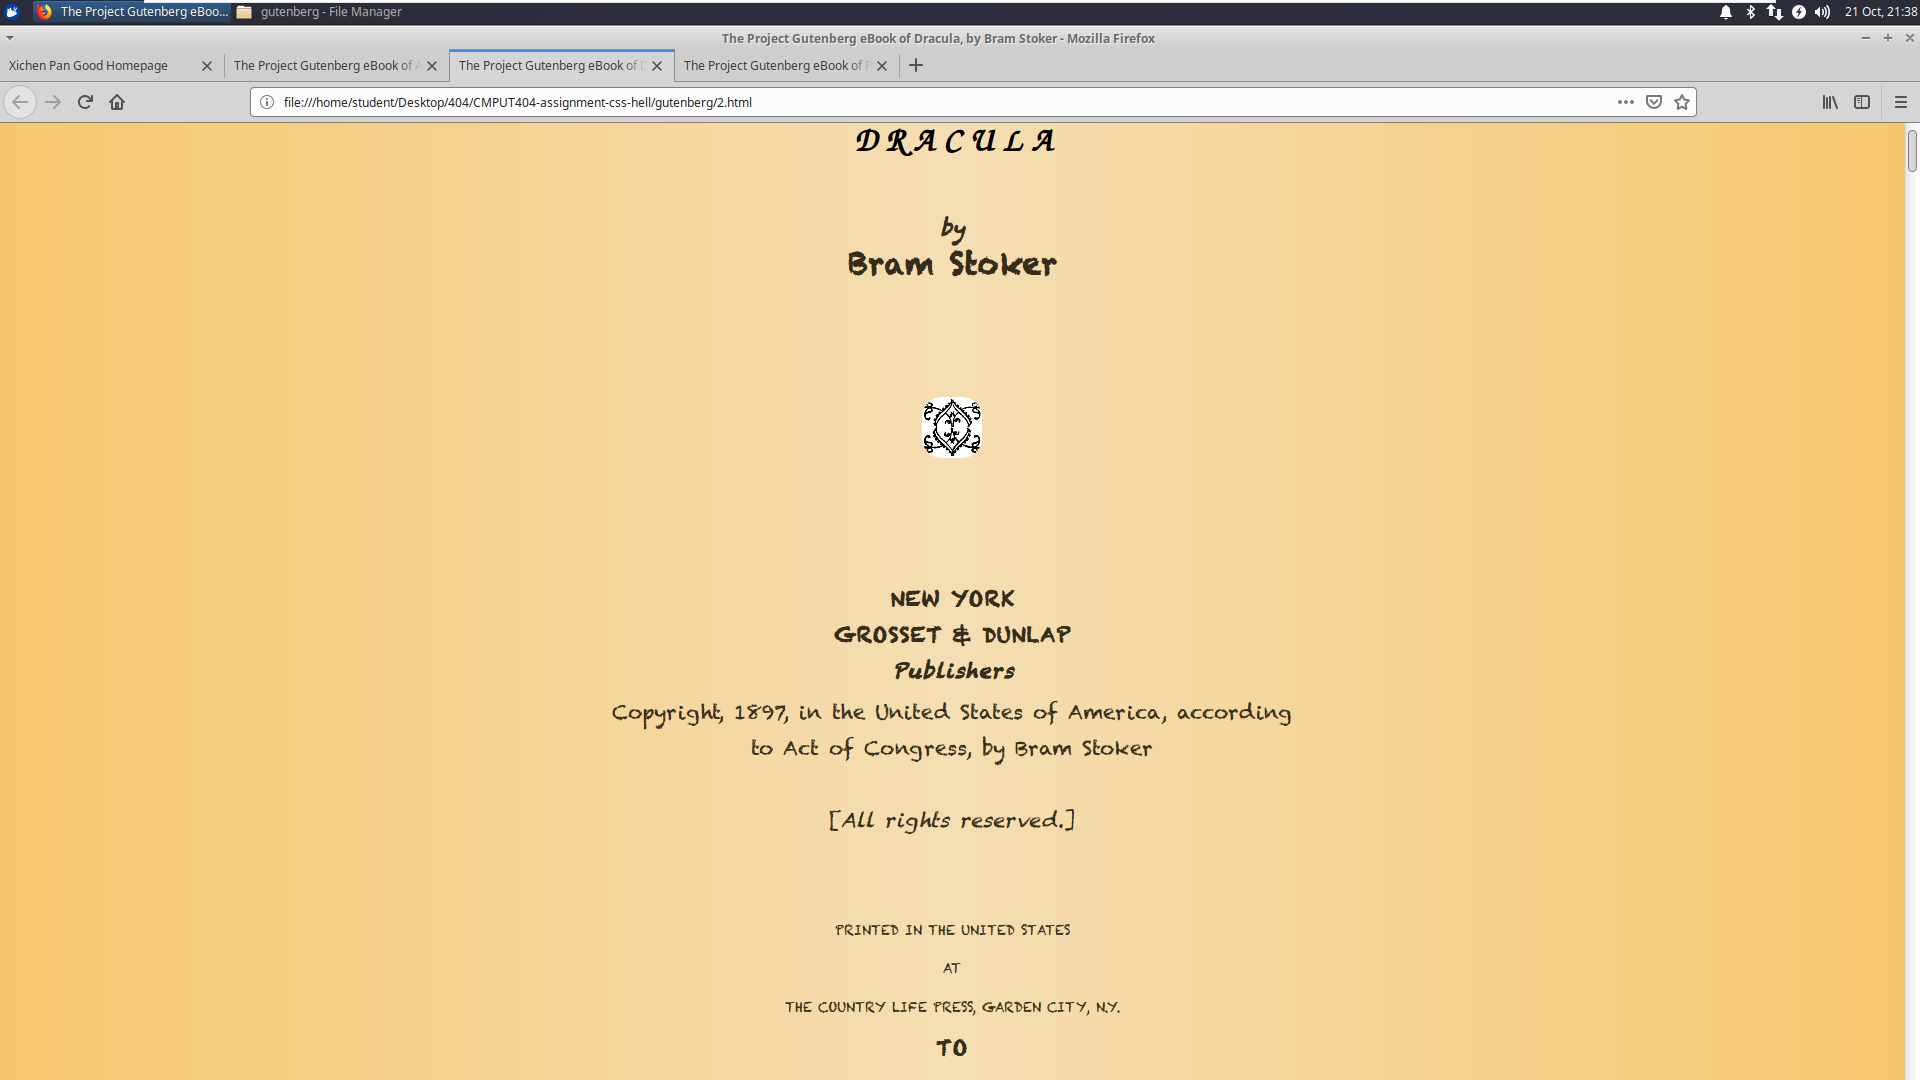 The Project Gutenberg eBoo... gutenberg - File Manager 21 Oct, 21:38
The Project Gutenberg eBook of Dracula, by Bram Stoker - Mozilla Firefox
Xichen Pan Good Homepage The Project Gutenberg eBook of The Project Gutenberg eBook of The Project Gutenberg eBook of
file:///home/student/Desktop/404/CMPUT404-assignment-css-hell/gutenberg/2.html
DRACULA
by
Bram Stoker
NEW YORK
GROSSET & DUNLAP
Publishers
Copyright, 1897, in the United States of America, according
to Act of Congress, by Bram Stoker
[All rights reserved.]
PRINTED IN THE UNITED STATES
AT
THE COUNTRY LIFE PRESS, GARDEN CITY, N.Y.
TO